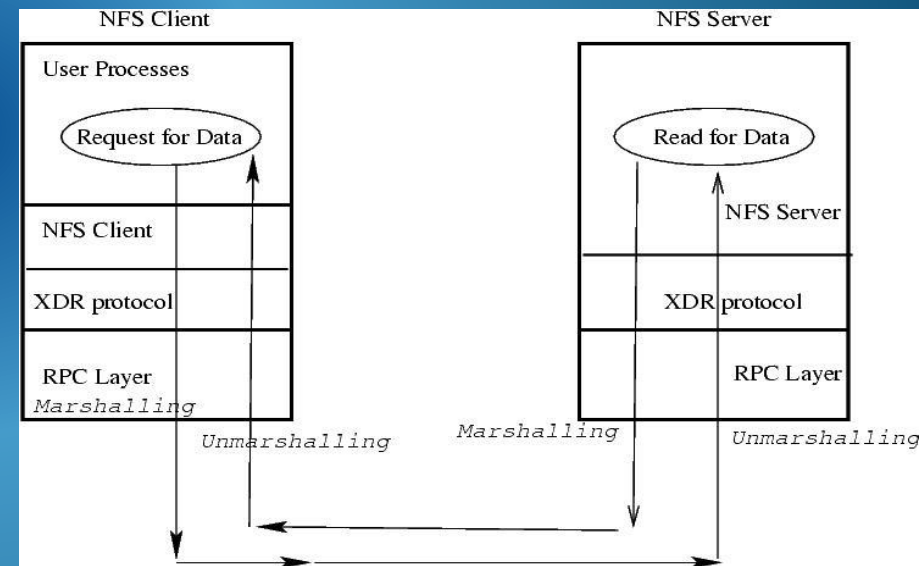 NFS Client
NFS Server
User Processes
Request for Data
Read for Data
NFS Client
NFS Server
XDR protocol
XDR protocol
RPC Layer
RPC Layer
Marshalling
Unmarshalling
Marshalling
Unmarshalling